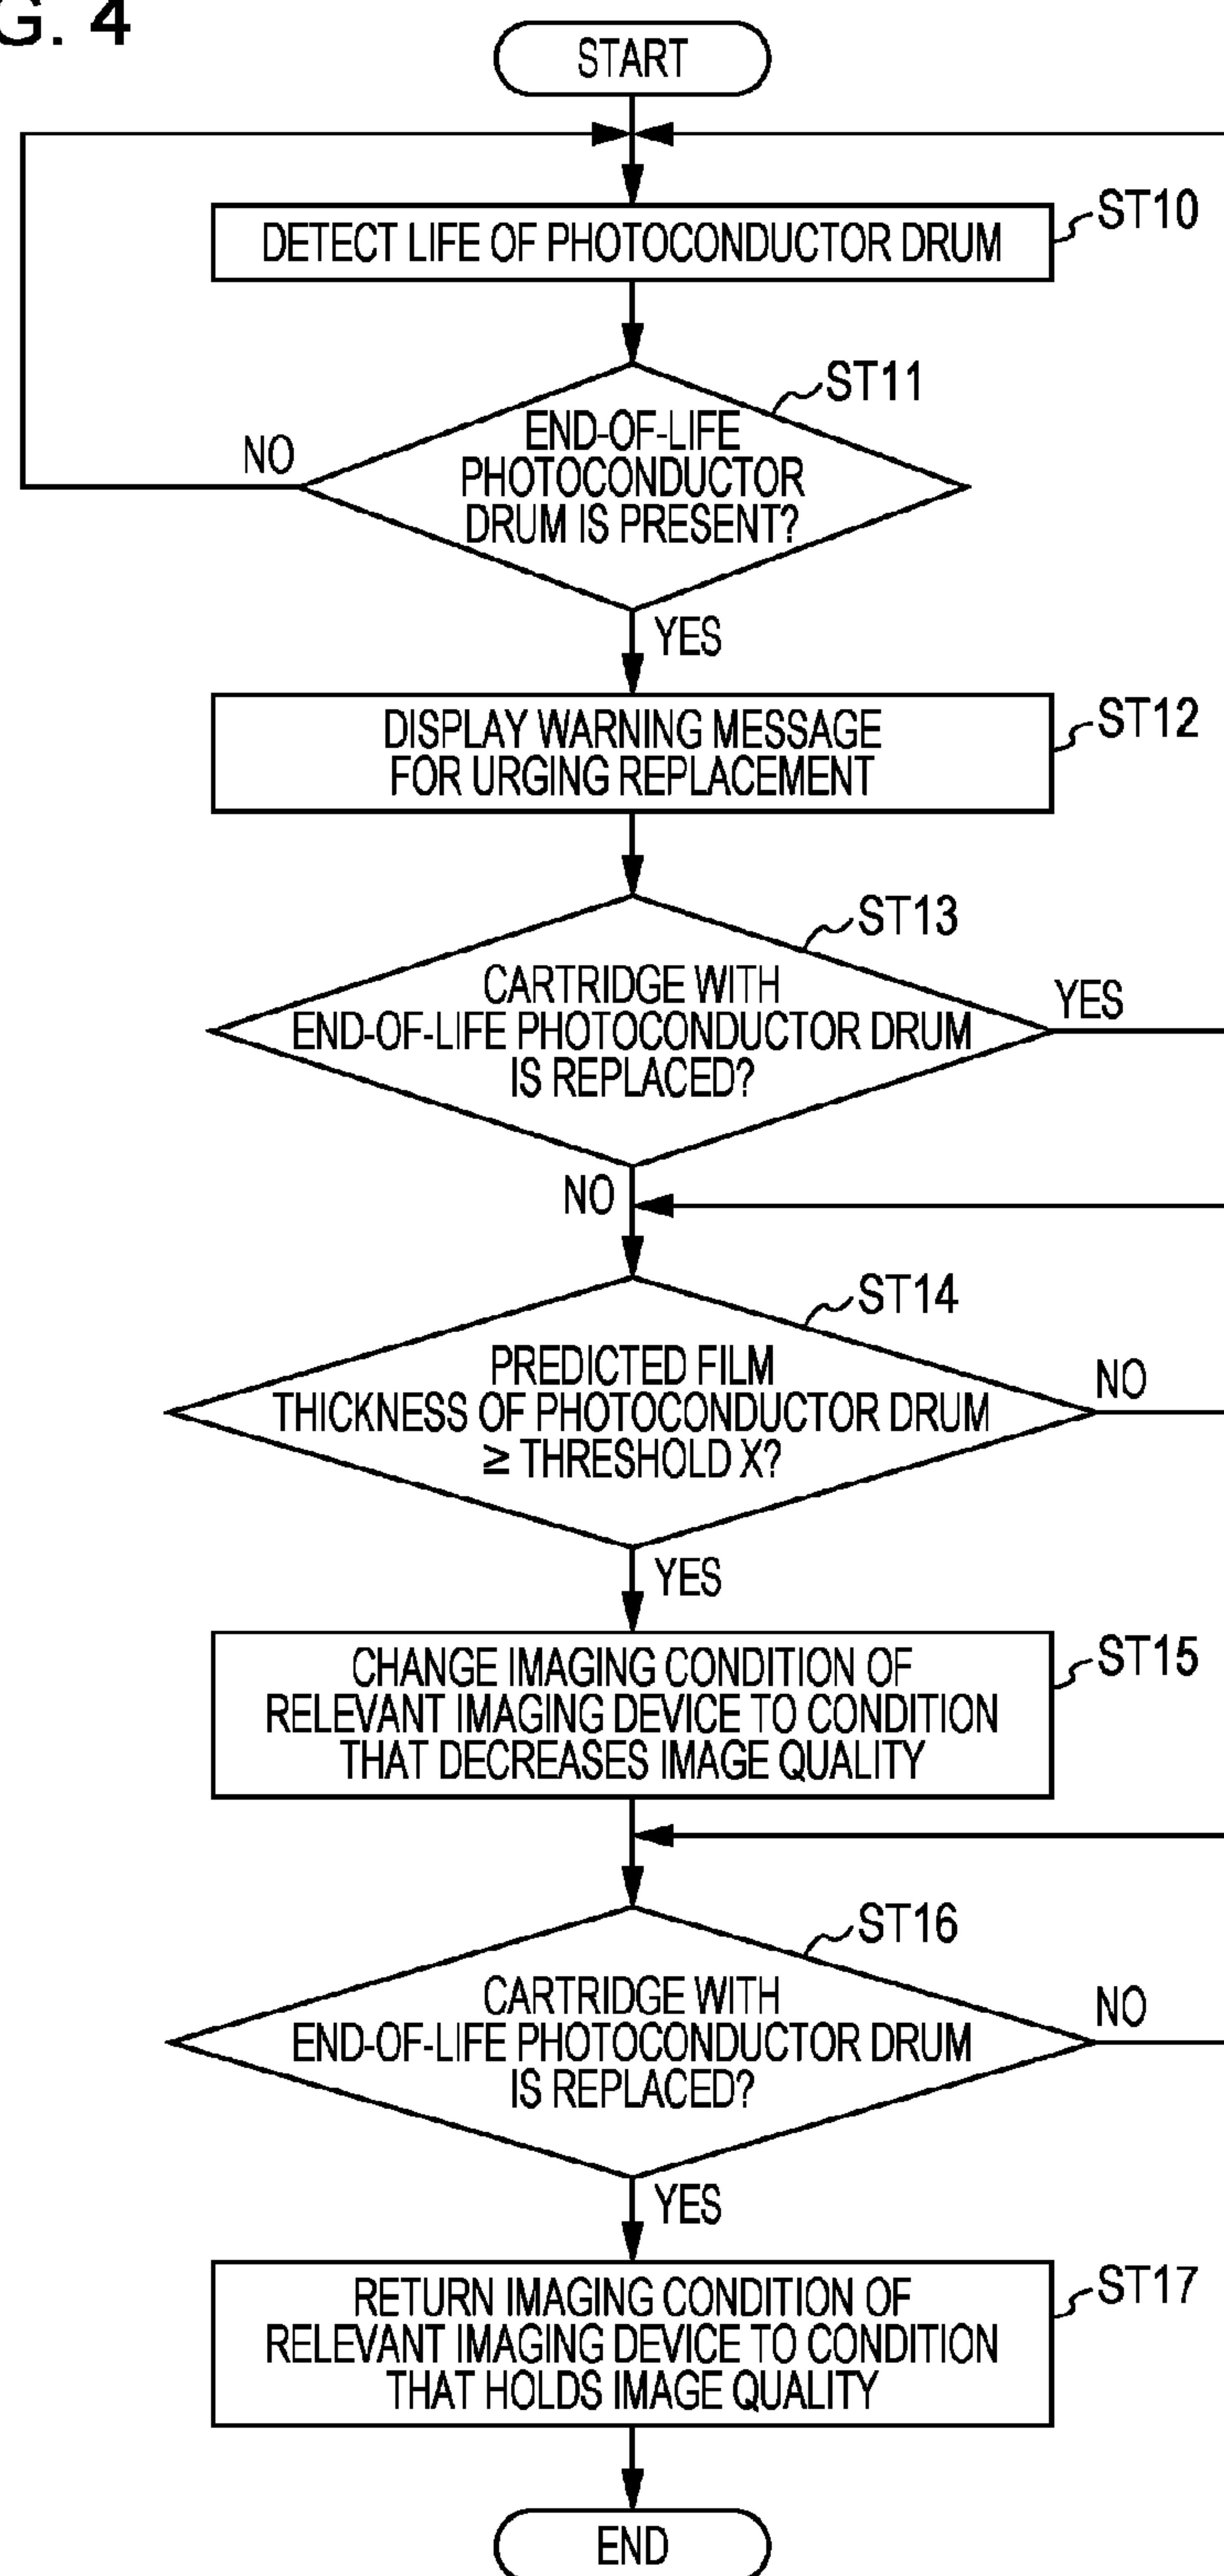 G. 4
START
DETECT LIFE OF PHOTOCONDUCTOR DRUM
ST10
END-OF-LIFE
PHOTOCONDUCTOR
DRUM IS PRESENT?
ST11
NO
YES
DISPLAY WARNING MESSAGE
FOR URGING REPLACEMENT
ST12
CARTRIDGE WITH
END-OF-LIFE PHOTOCONDUCTOR DRUM
IS REPLACED?
ST13
YES
NO
PREDICTED FILM
THICKNESS OF PHOTOCONDUCTOR DRUM
≥ THRESHOLD X?
ST14
NO
YES
CHANGE IMAGING CONDITION OF
RELEVANT IMAGING DEVICE TO CONDITION
THAT DECREASES IMAGE QUALITY
ST15
CARTRIDGE WITH
END-OF-LIFE PHOTOCONDUCTOR DRUM
IS REPLACED?
ST16
NO
YES
RETURN IMAGING CONDITION OF
RELEVANT IMAGING DEVICE TO CONDITION
THAT HOLDS IMAGE QUALITY
ST17
END